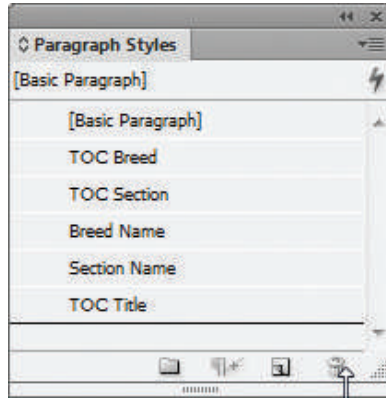 Paragraph Styles
[Basic Paragraph]
[Basic Paragraph]
TOC Breed
TOC Section
Breed Name
Section Name
TOC Title